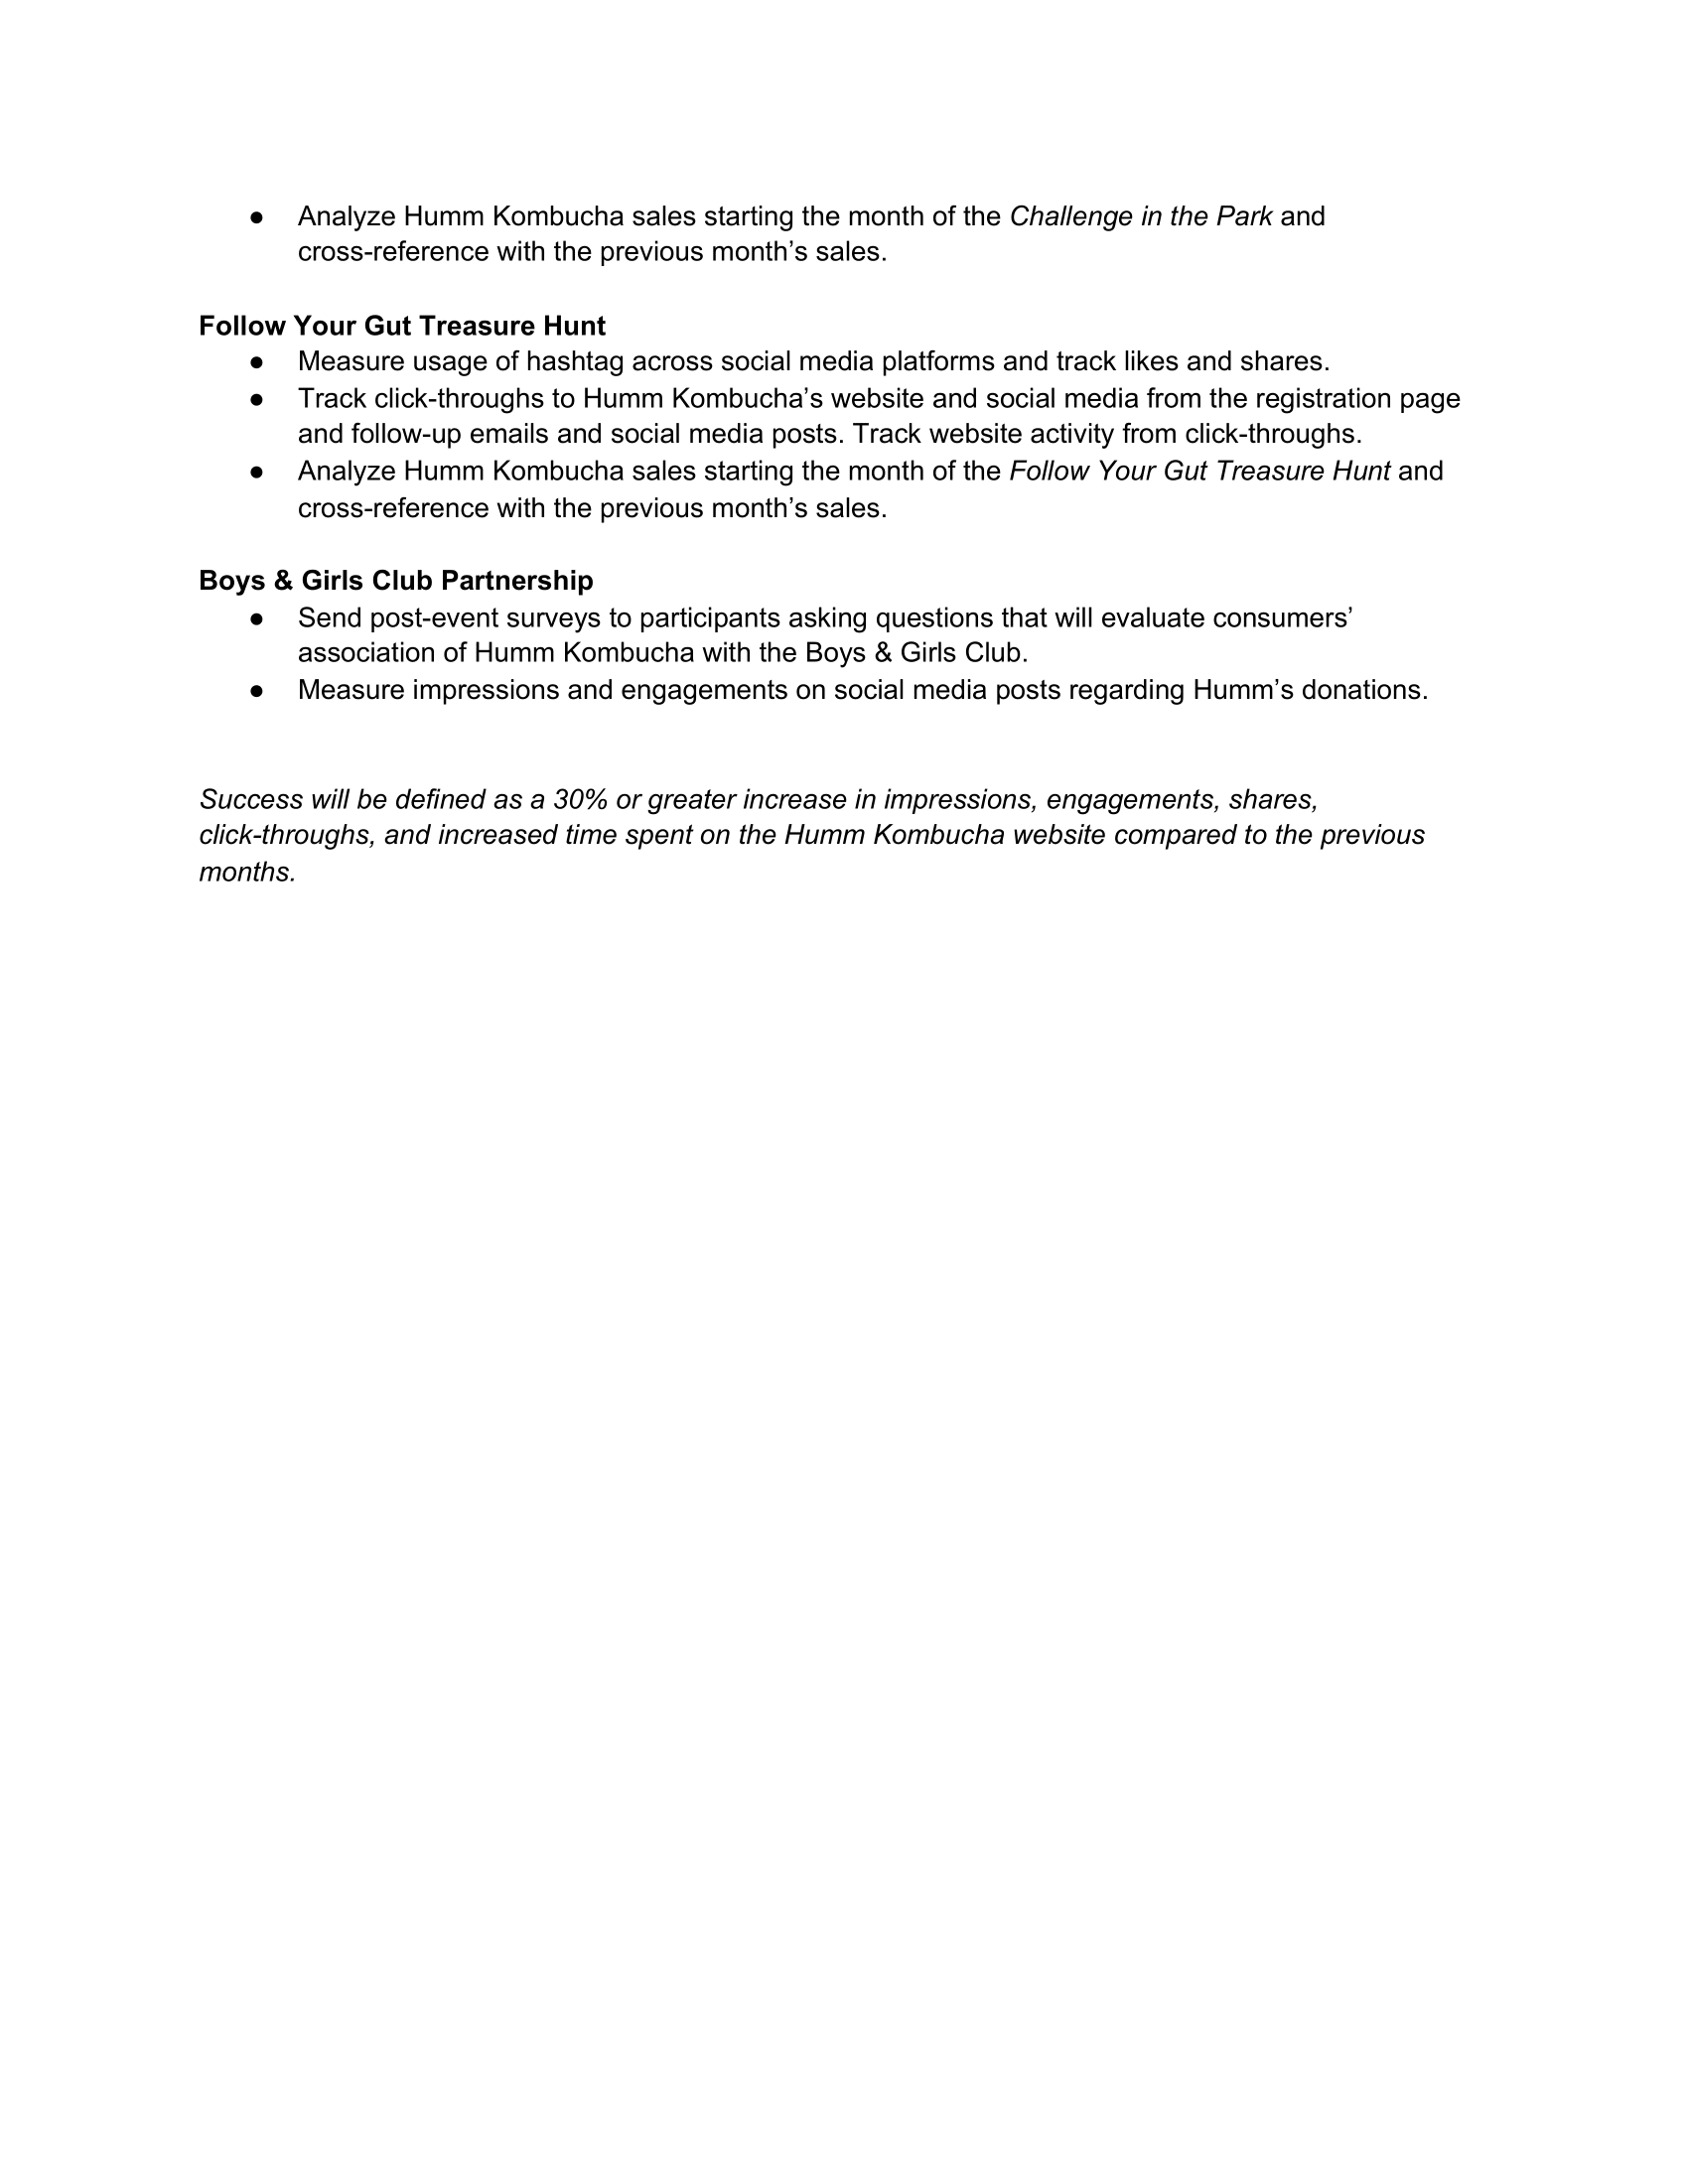 ● Analyze Humm Kombucha sales starting the month of the Challenge in the Park and
cross-reference with the previous month’s sales.
Follow Your Gut Treasure Hunt
● Measure usage of hashtag across social media platforms and track likes and shares.
● Track click-throughs to Humm Kombucha’s website and social media from the registration page
and follow-up emails and social media posts. Track website activity from click-throughs.
● Analyze Humm Kombucha sales starting the month of the Follow Your Gut Treasure Hunt and
cross-reference with the previous month’s sales.
Boys & Girls Club Partnership
● Send post-event surveys to participants asking questions that will evaluate consumers’
association of Humm Kombucha with the Boys & Girls Club.
● Measure impressions and engagements on social media posts regarding Humm’s donations.
Success will be defined as a 30% or greater increase in impressions, engagements, shares,
click-throughs, and increased time spent on the Humm Kombucha website compared to the previous
months.